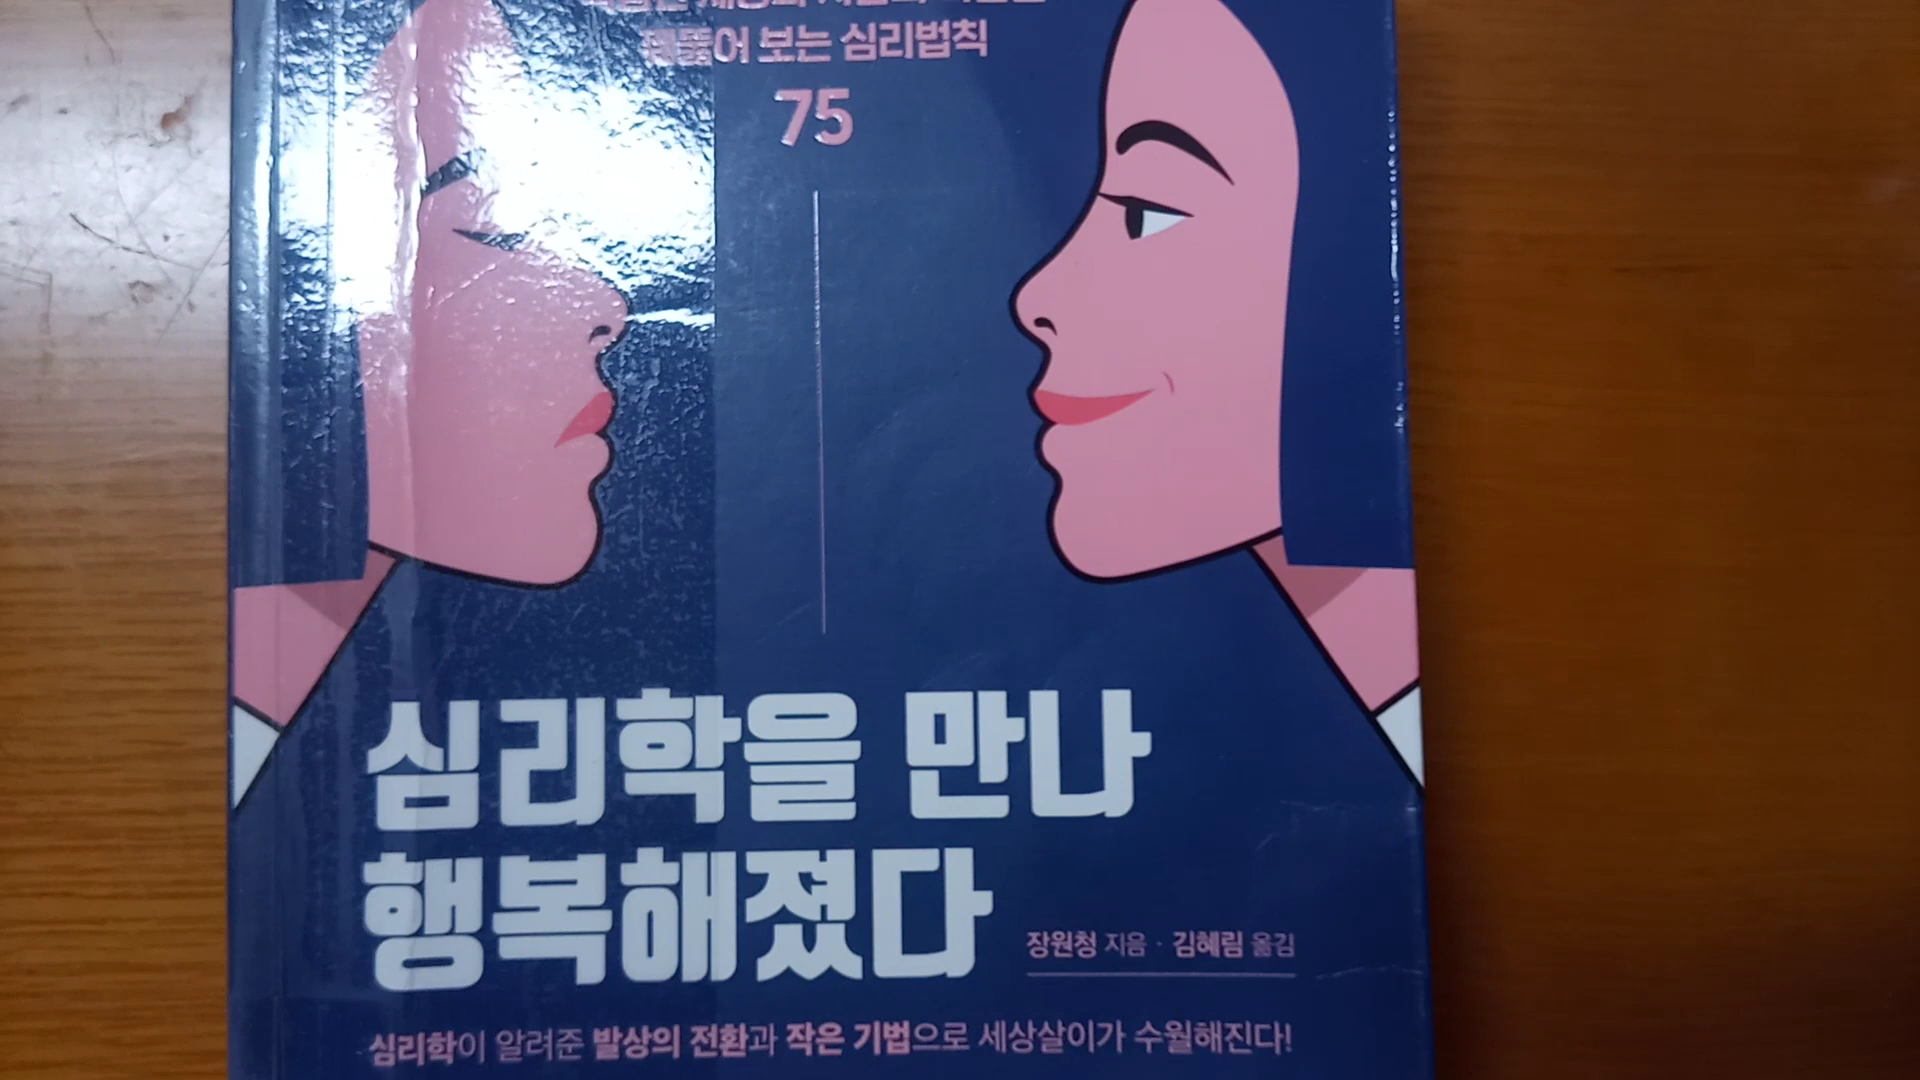 꿰뚫어 보는 심리법칙
75
심리학을 만나
행복해졌다
장원청 지음 · 김혜림 옮김
심리학이 알려준 발상의 전환과 작은 기법으로 세상살이가 수월해진다!